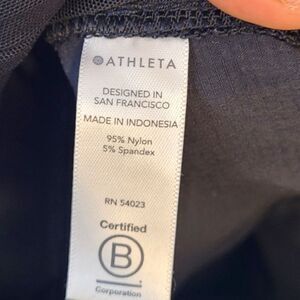 ATHLETA
DESIGNED IN
SAN FRANCISCO
MADE IN INDONESIA
95% Nylon
5% Spandex
RN 54023
Certified
B
Corporation